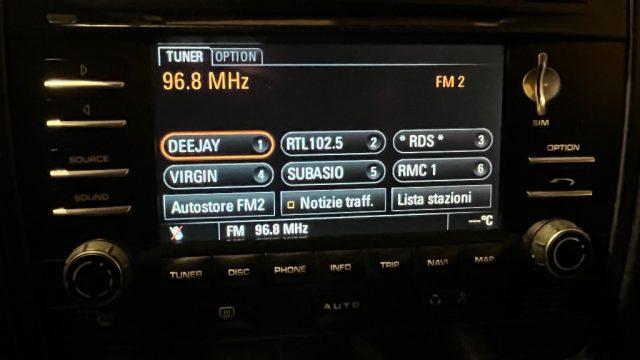 TUNER OPTION
96.8 MHz FM 2
DEEJAY 1 RTL102.5 2 * RDS * 3
VIRGIN 4 SUBASIO 5 RMC 1 6
Autostore FM2 Notizie traff. Lista stazioni
FM 96.8 MHz ---°C
SOURCE
SOUND
SIM
OPTION
TUNER DISC PHONE INFO TRIP NAVI MAP
AUTO